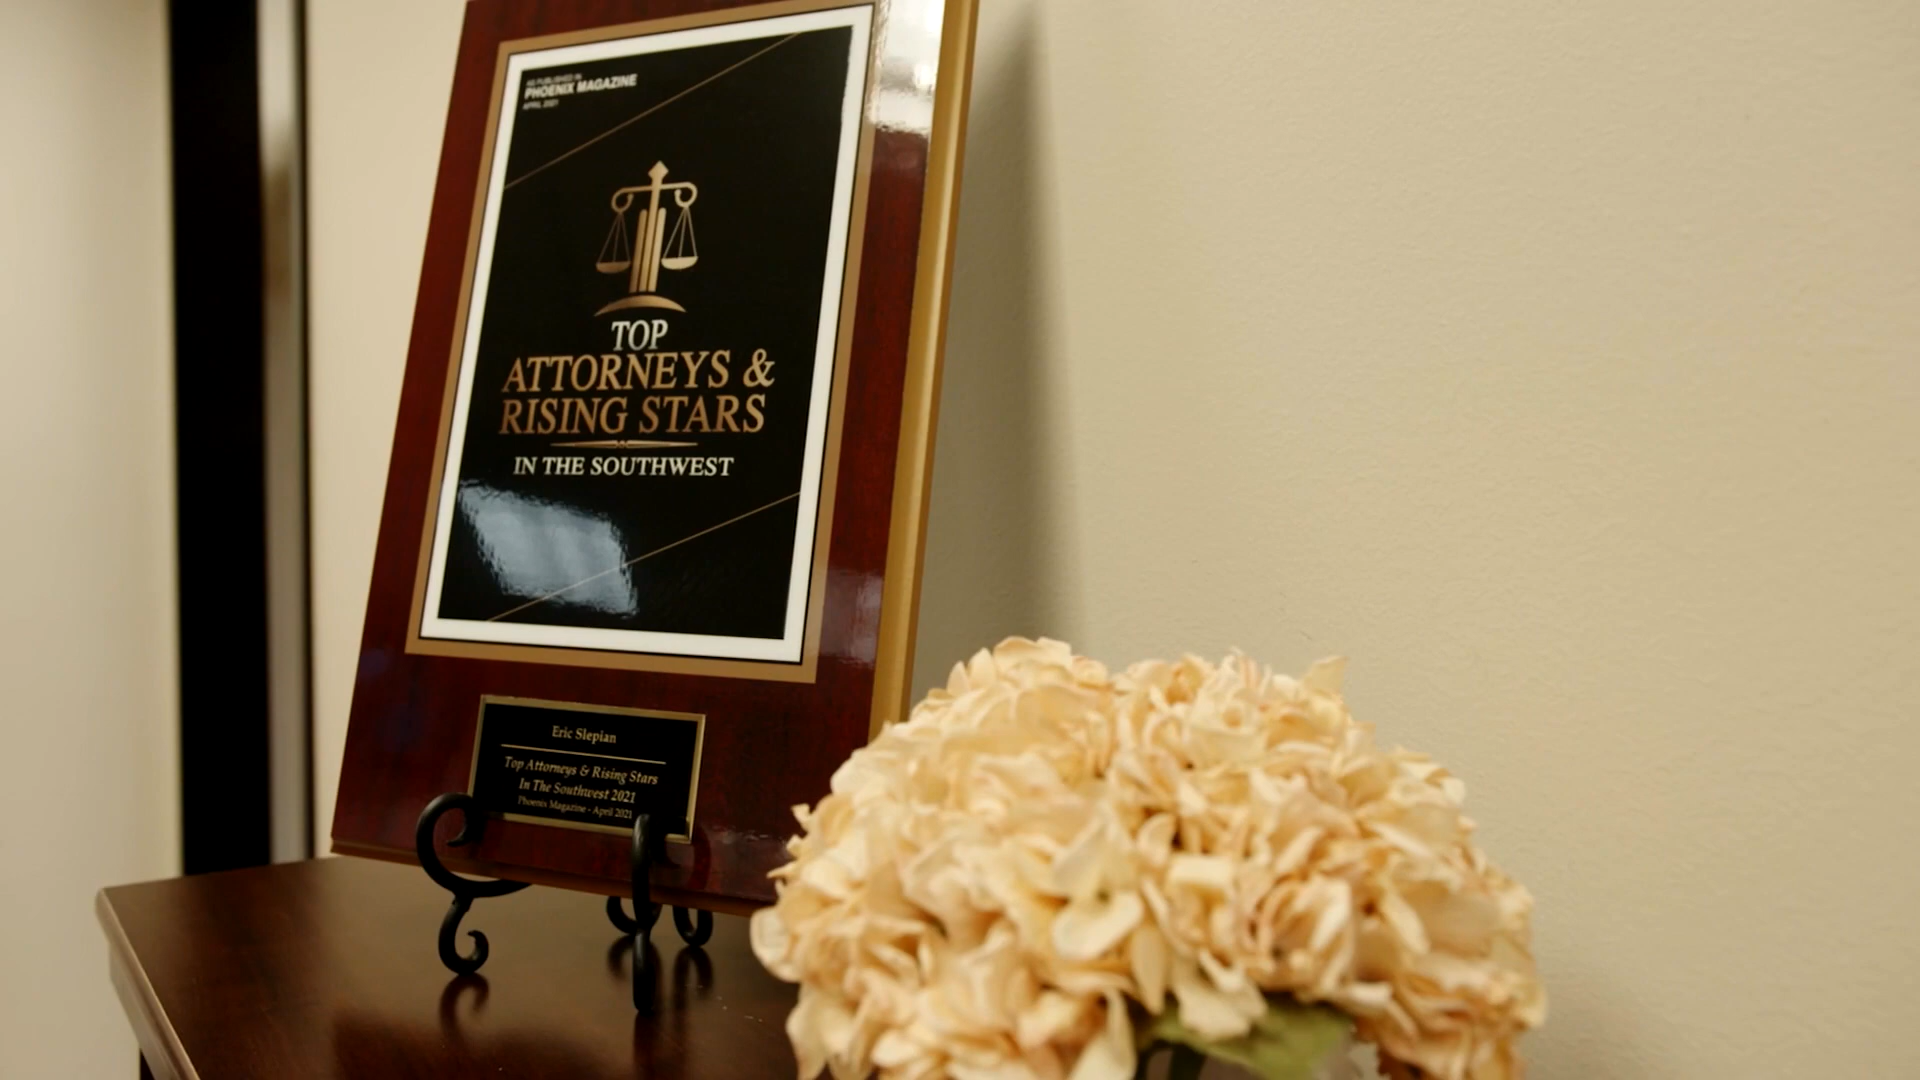 AS PUBLISHED IN
PHOENIX MAGAZINE
APRIL 2021
TOP
ATTORNEYS &
RISING STARS
IN THE SOUTHWEST
Eric Slepian
Top Attorneys & Rising Stars
In The Southwest 2021
Phoenix Magazine - April 2021